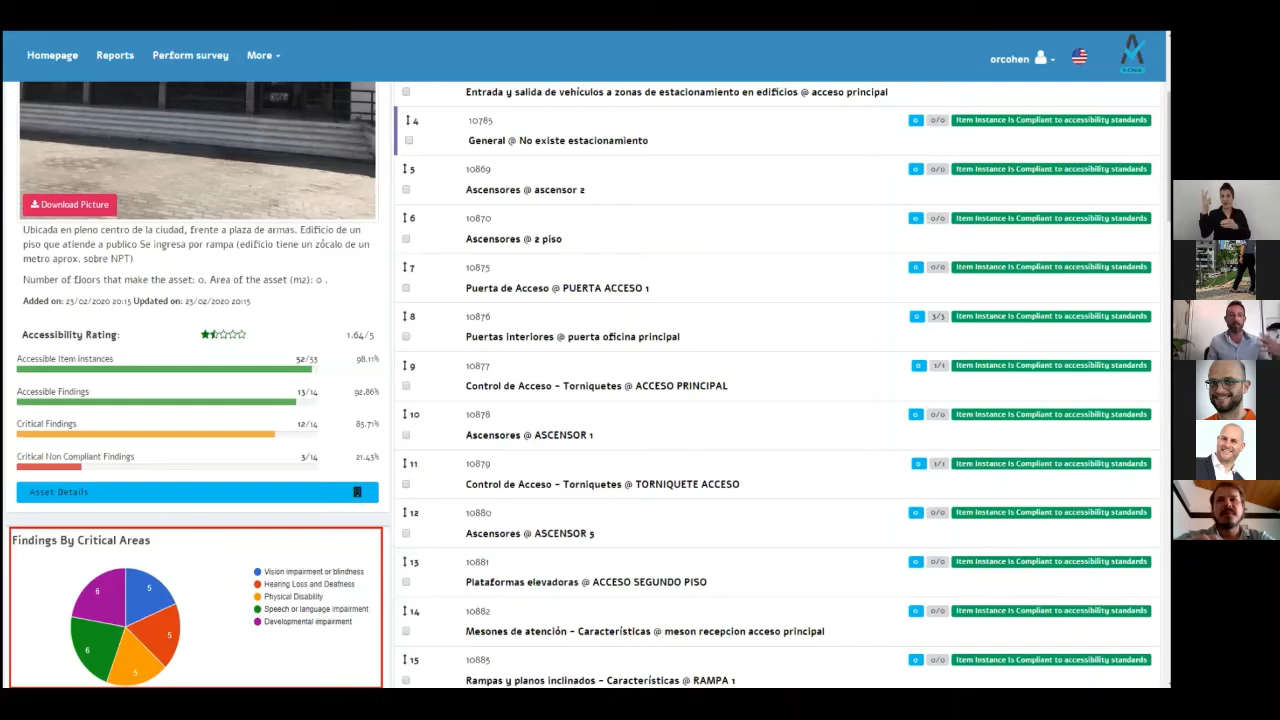 Homepage Reports Perform survey More orcohen
A-Check
Download Picture
Ubicada en pleno centro de la ciudad, frente a plaza de armas. Edificio de un
piso que atiende a publico Se ingresa por rampa (edificio tiene un zócalo de un
metro aprox. sobre NPT)
Number of floors that make the asset: 0. Area of the asset (m2): 0 .
Added on: 23/02/2020 20:15 Updated on: 23/02/2020 20:15
Accessibility Rating: 1.64/5
Accessible Item instances 52/53 98.11%
Accessible Findings 13/14 92.86%
Critical Findings 12/14 85.71%
Critical Non Compliant Findings 3/14 21.43%
Asset Details
Findings By Critical Areas
6 5
6 5
5
Vision impairment or blindness
Hearing Loss and Deafness
Physical Disability
Speech or language impairment
Developmental impairment
Entrada y salida de vehículos a zonas de estacionamiento en edificios @ acceso principal
4 10785 0 0/0 Item Instance Is Compliant to accessibility standards
General @ No existe estacionamiento
5 10869 0 0/0 Item Instance Is Compliant to accessibility standards
Ascensores @ ascensor 2
6 10870 0 0/0 Item Instance Is Compliant to accessibility standards
Ascensores @ 2 piso
7 10875 0 0/0 Item Instance Is Compliant to accessibility standards
Puerta de Acceso @ PUERTA ACCESO 1
8 10876 0 3/3 Item Instance Is Compliant to accessibility standards
Puertas interiores @ puerta oficina principal
9 10877 0 1/1 Item Instance Is Compliant to accessibility standards
Control de Acceso - Torniquetes @ ACCESO PRINCIPAL
10 10878 0 0/0 Item Instance Is Compliant to accessibility standards
Ascensores @ ASCENSOR 1
11 10879 0 1/1 Item Instance Is Compliant to accessibility standards
Control de Acceso - Torniquetes @ TORNIQUETE ACCESO
12 10880 0 0/0 Item Instance Is Compliant to accessibility standards
Ascensores @ ASCENSOR 5
13 10881 0 0/0 Item Instance Is Compliant to accessibility standards
Plataformas elevadoras @ ACCESO SEGUNDO PISO
14 10882 0 0/0 Item Instance Is Compliant to accessibility standards
Mesones de atención - Características @ meson recepcion acceso principal
15 10885 0 0/0 Item Instance Is Compliant to accessibility standards
Rampas y planos inclinados - Características @ RAMPA 1